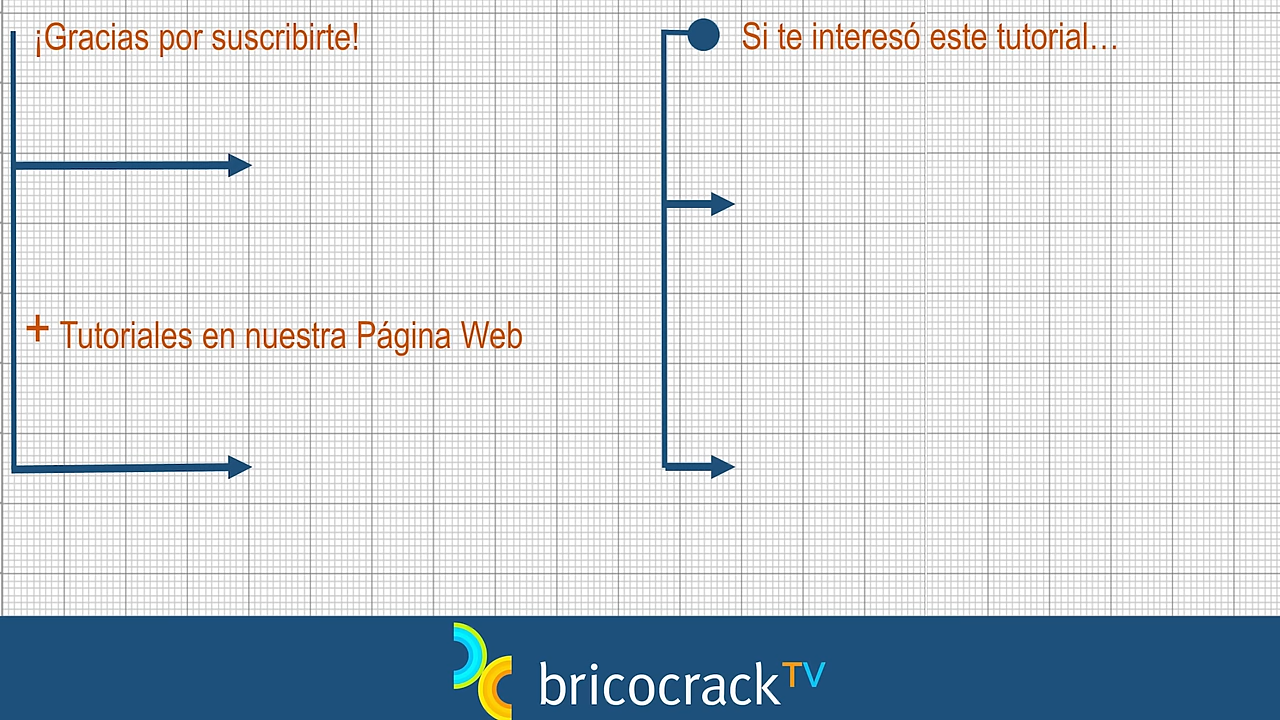 ¡Gracias por suscribirte!
Si te interesó este tutorial…
+ Tutoriales en nuestra Página Web
bricocrackTV